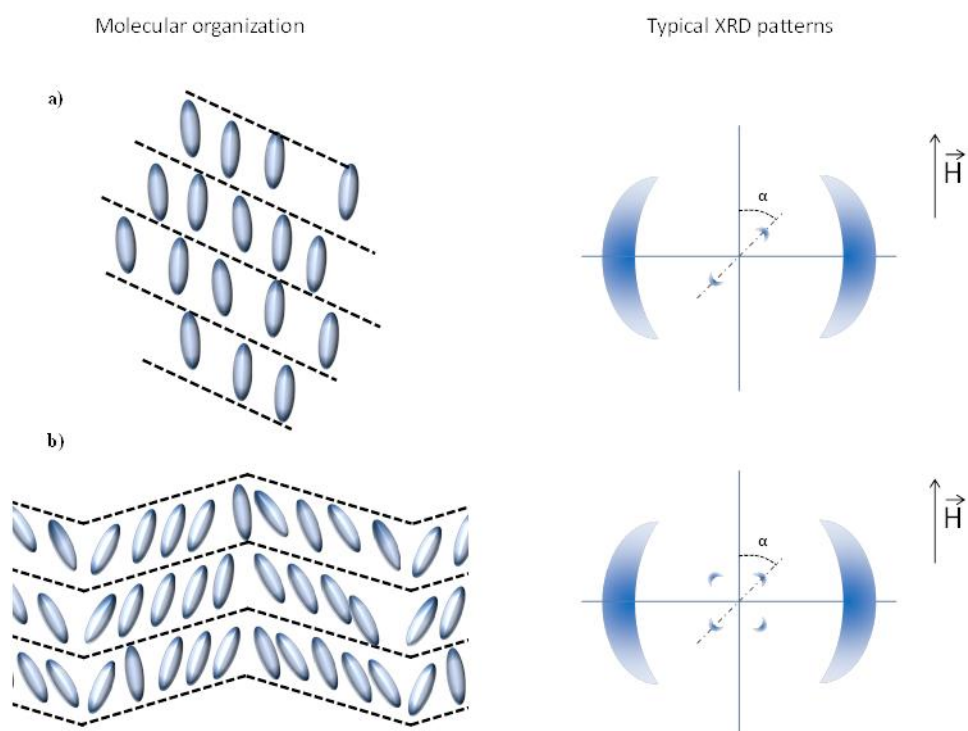 Molecular organization
Typical XRD patterns
a)
α
H
b)
α
H